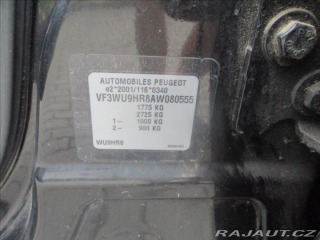 AUTOMOBILES PEUGEOT
e2*2001/116*0340
VF3WU9HR8AW080555
1775 KG
2725 KG
1- 1000 KG
2- 980 KG
WU9HR8
RAJAUT.CZ